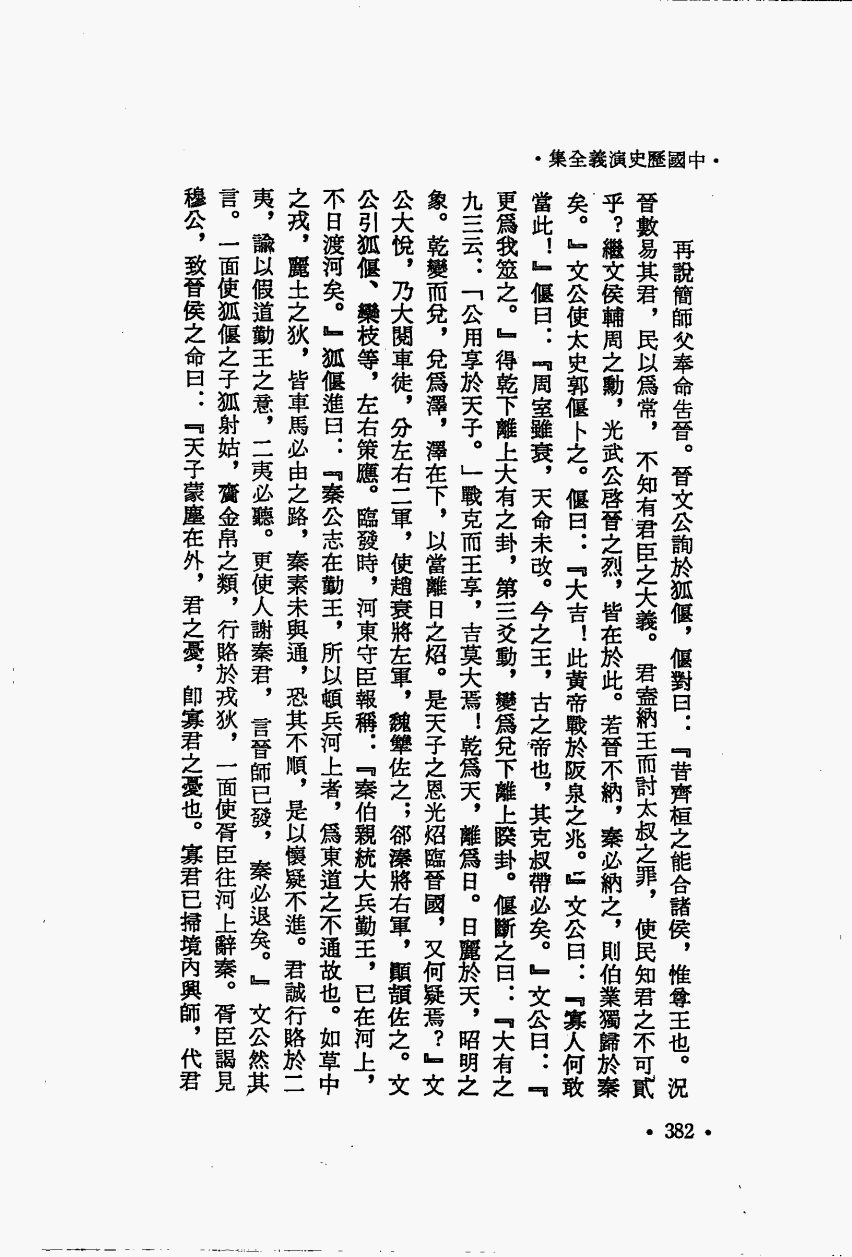 •中國歷史演義全集•
再說簡師父奉命告晉。晉文公詢於狐偃，偃對曰：『昔齊桓之能合諸侯，惟尊王也。況
晉數易其君，民以爲常，不知有君臣之大義。君盍納王而討太叔之罪，使民知君之不可貳
乎？繼文侯輔周之勳，光武公啓晉之烈，皆在於此。若晉不納，秦必納之，則伯業獨歸於秦
矣。』文公使太史郭偃卜之。偃曰：『大吉！此黃帝戰於阪泉之兆。』文公曰：『寡人何敢
當此！』偃曰：『周室雖衰，天命未改。今之王，古之帝也，其克叔帶必矣。』文公曰：『
更爲我筮之。』得乾下離上大有之卦，第三爻動，變爲兌下離上睽卦。偃斷之曰：『大有之
九三云：「公用享於天子。」戰克而王享，吉莫大焉！乾爲天，離爲日。日麗於天，昭明之
象。乾變而兌，兌爲澤，澤在下，以當離日之炤。是天子之恩光炤臨晉國，又何疑焉？』文
公大悅，乃大閱車徒，分左右二軍，使趙衰將左軍，魏犨佐之；郤溱將右軍，顚頡佐之。文
公引狐偃、欒枝等，左右策應。臨發時，河東守臣報稱：『秦伯親統大兵勤王，已在河上，
不日渡河矣。』狐偃進曰：『秦公志在勤王，所以頓兵河上者，爲東道之不通故也。如草中
之戎，麗土之狄，皆車馬必由之路，秦素未與通，恐其不順，是以懷疑不進。君誠行賂於二
夷，諭以假道勤王之意，二夷必聽。更使人謝秦君，言晉師已發，秦必退矣。』文公然其
言。一面使狐偃之子狐射姑，齎金帛之類，行賂於戎狄，一面使胥臣往河上辭秦。胥臣謁見
穆公，致晉侯之命曰：『天子蒙塵在外，君之憂，卽寡君之憂也。寡君已掃境內興師，代君
• 382 •